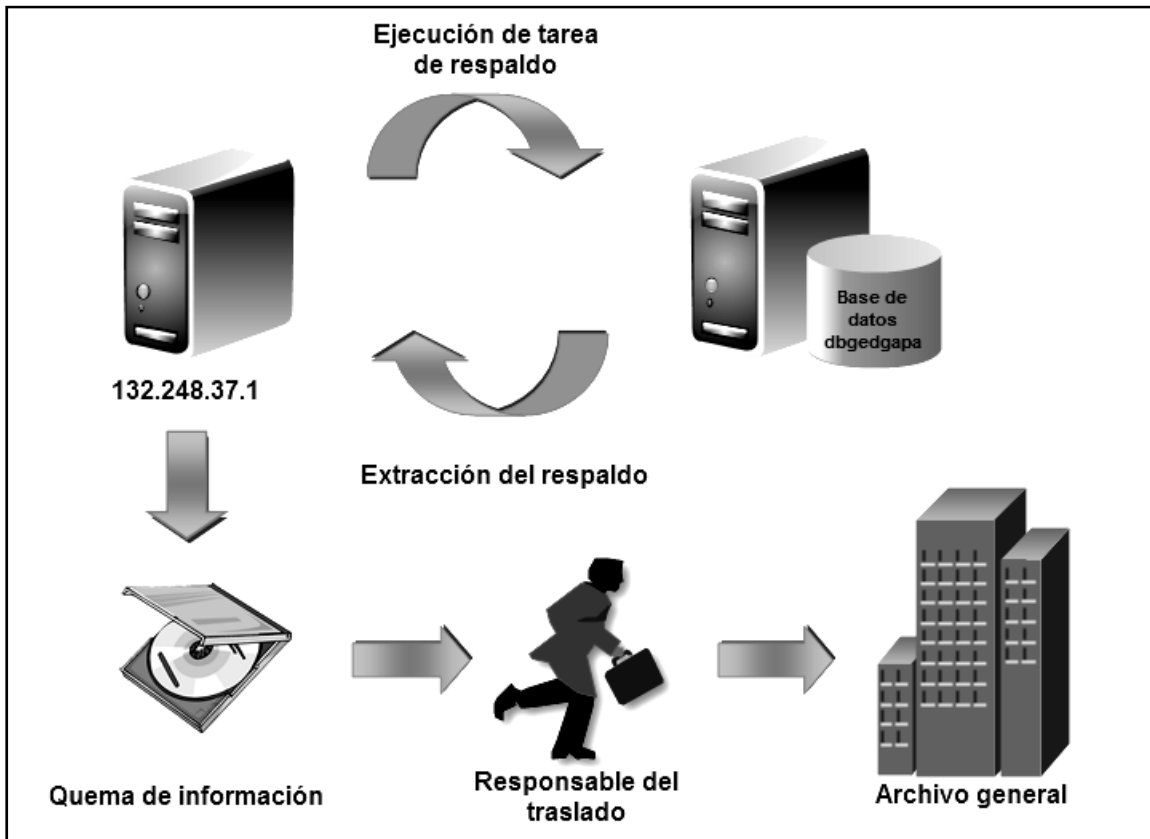 Ejecución de tarea
de respaldo
Base de
datos
dbgedgapa
132.248.37.1
Extracción del respaldo
Quema de información
Responsable del
traslado
Archivo general